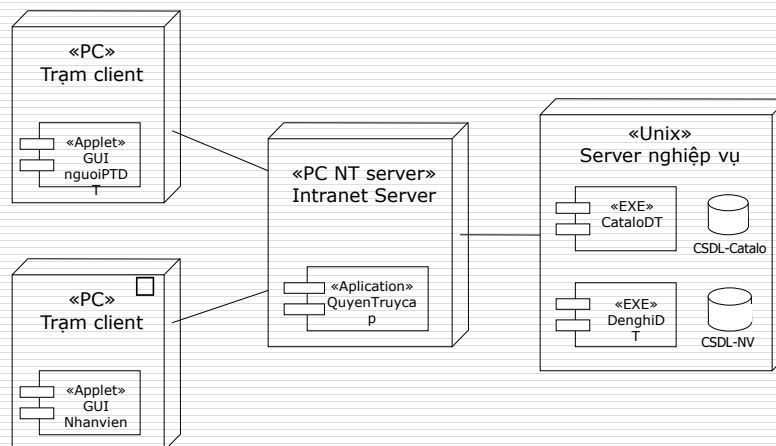 «PC»
Trạm client
«Applet»
GUI
nguoiPTD
T
«PC»
Trạm client
«Applet»
GUI
Nhanvien
«PC NT server»
Intranet Server
«Aplication»
QuyenTruyca
p
«Unix»
Server nghiệp vụ
«EXE»
CataloDT
CSDL-Catalo
«EXE»
DenghiD
T
CSDL-NV